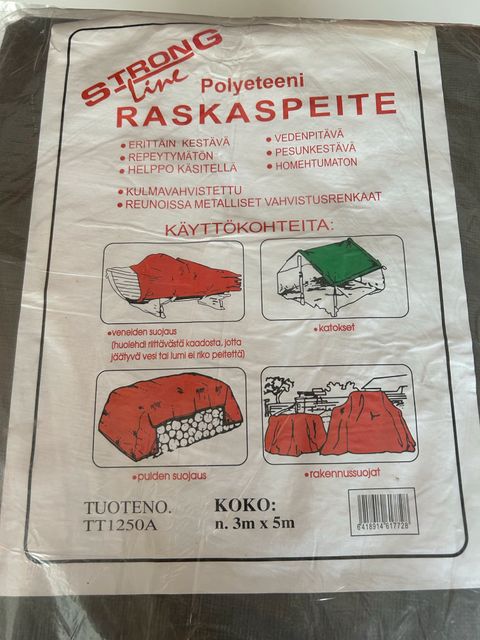 STRONG
Line
Polyeteeni
RASKASPEITE
• ERITTÄIN KESTÄVÄ
• REPEYTYMÄTÖN
• HELPPO KÄSITELLÄ
• VEDENPITÄVÄ
• PESUNKESTÄVÄ
• HOMEHTUMATON
• KULMAVAHVISTETTU
• REUNOISSA METALLISET VAHVISTUSRENKAAT
KÄYTTÖKOHTEITA:
• veneiden suojaus
(huolehdi riittävästä kaadosta, jotta
jäätyvä vesi tai lumi ei riko peitettä)
• katokset
• puiden suojaus
• rakennussuojat
TUOTENO.
TT1250A
KOKO:
n. 3m x 5m
6418914617728